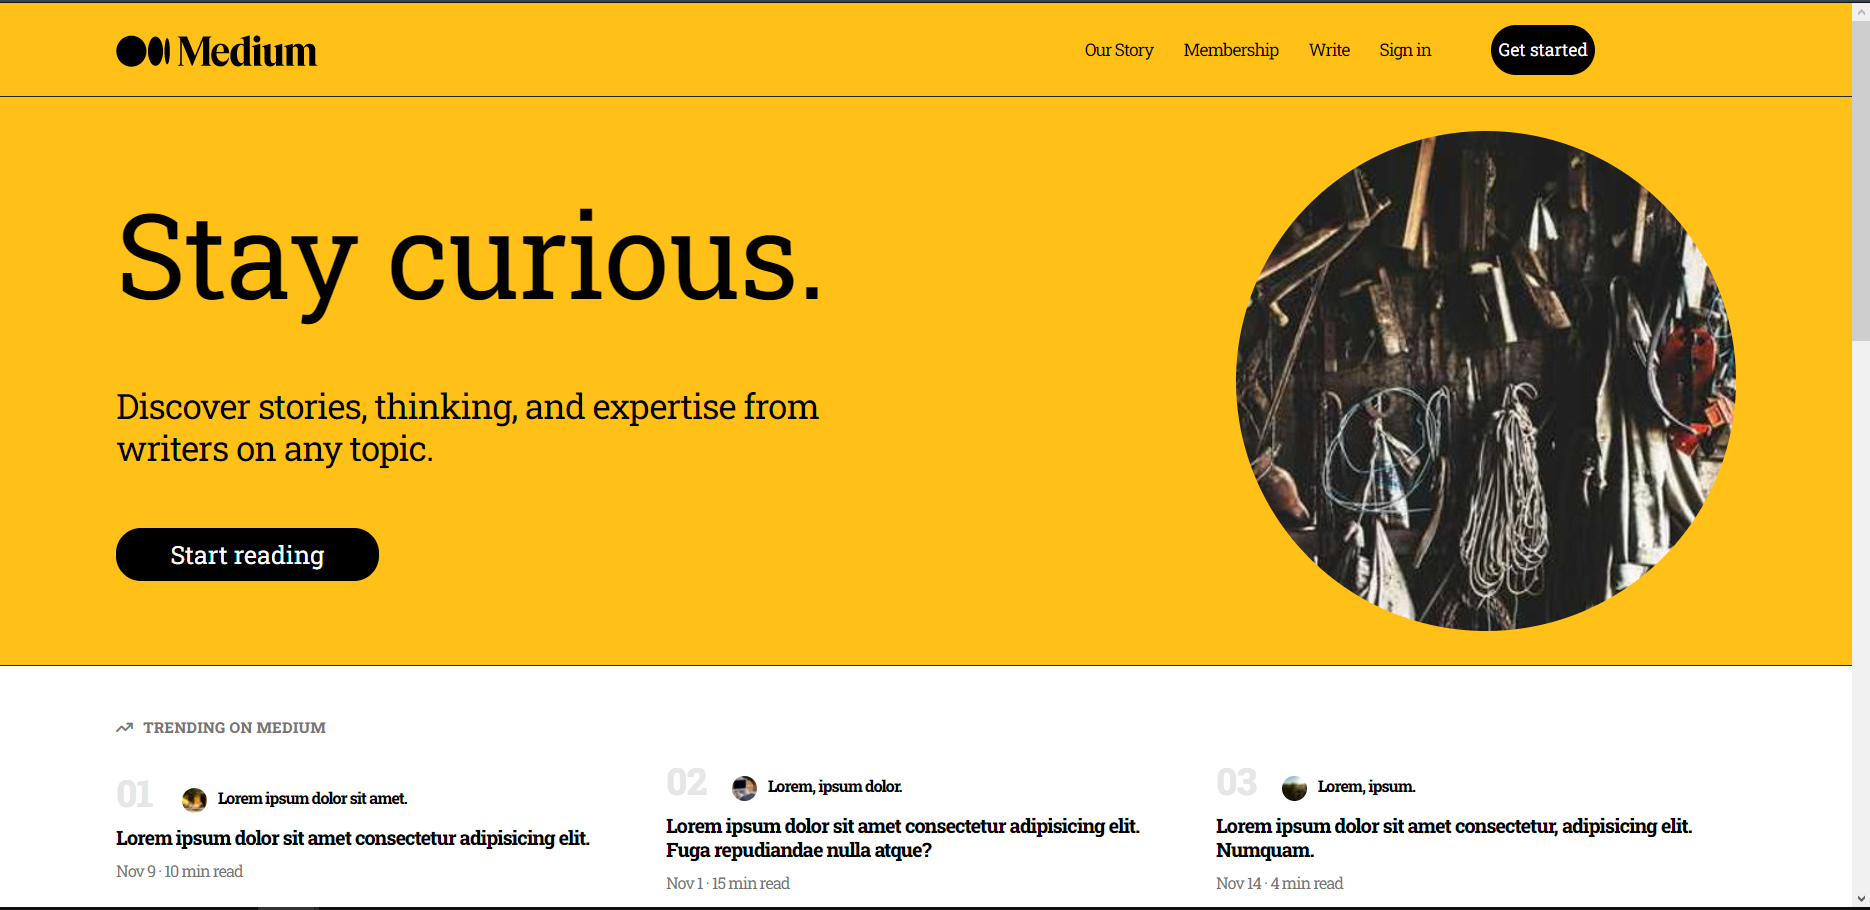 Medium
Our Story Membership Write Sign in Get started
Stay curious.
Discover stories, thinking, and expertise from
writers on any topic.
Start reading
TRENDING ON MEDIUM
01 Lorem ipsum dolor sit amet.
Lorem ipsum dolor sit amet consectetur adipisicing elit.
Nov 9 · 10 min read
02 Lorem, ipsum dolor.
Lorem ipsum dolor sit amet consectetur adipisicing elit.
Fuga repudiandae nulla atque?
Nov 1 · 15 min read
03 Lorem, ipsum.
Lorem ipsum dolor sit amet consectetur, adipisicing elit.
Numquam.
Nov 14 · 4 min read